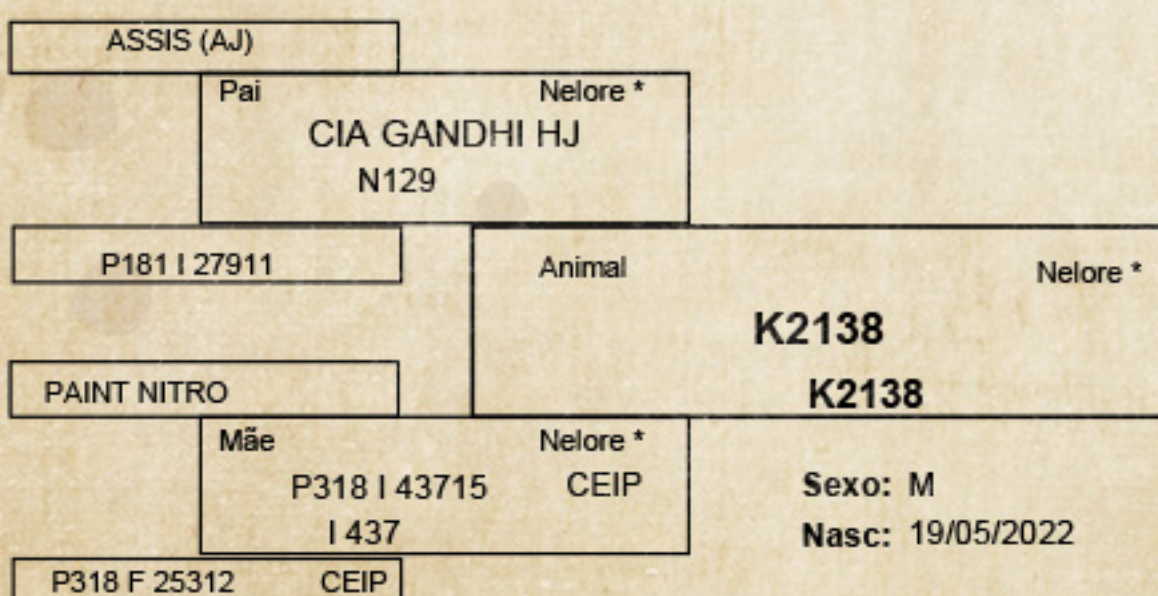 ASSIS (AJ)
Pai Nelore *
CIA GANDHI HJ
N129
P181 I 27911
Animal Nelore *
K2138
K2138
PAINT NITRO
Mãe Nelore *
P318 I 43715 CEIP
I 437
Sexo: M
Nasc: 19/05/2022
P318 F 25312 CEIP